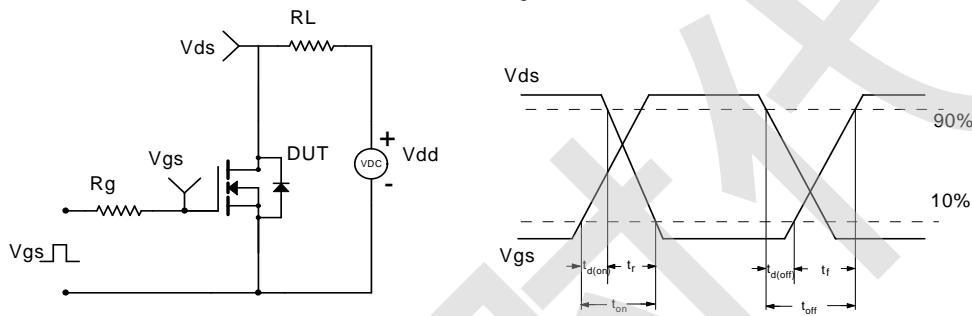 RL
Vds
DUT
VDC
+
-
Vdd
Vgs
Rg
Vgs
Vds
90%
10%
Vgs
td(on)
tr
td(off)
tf
ton
toff